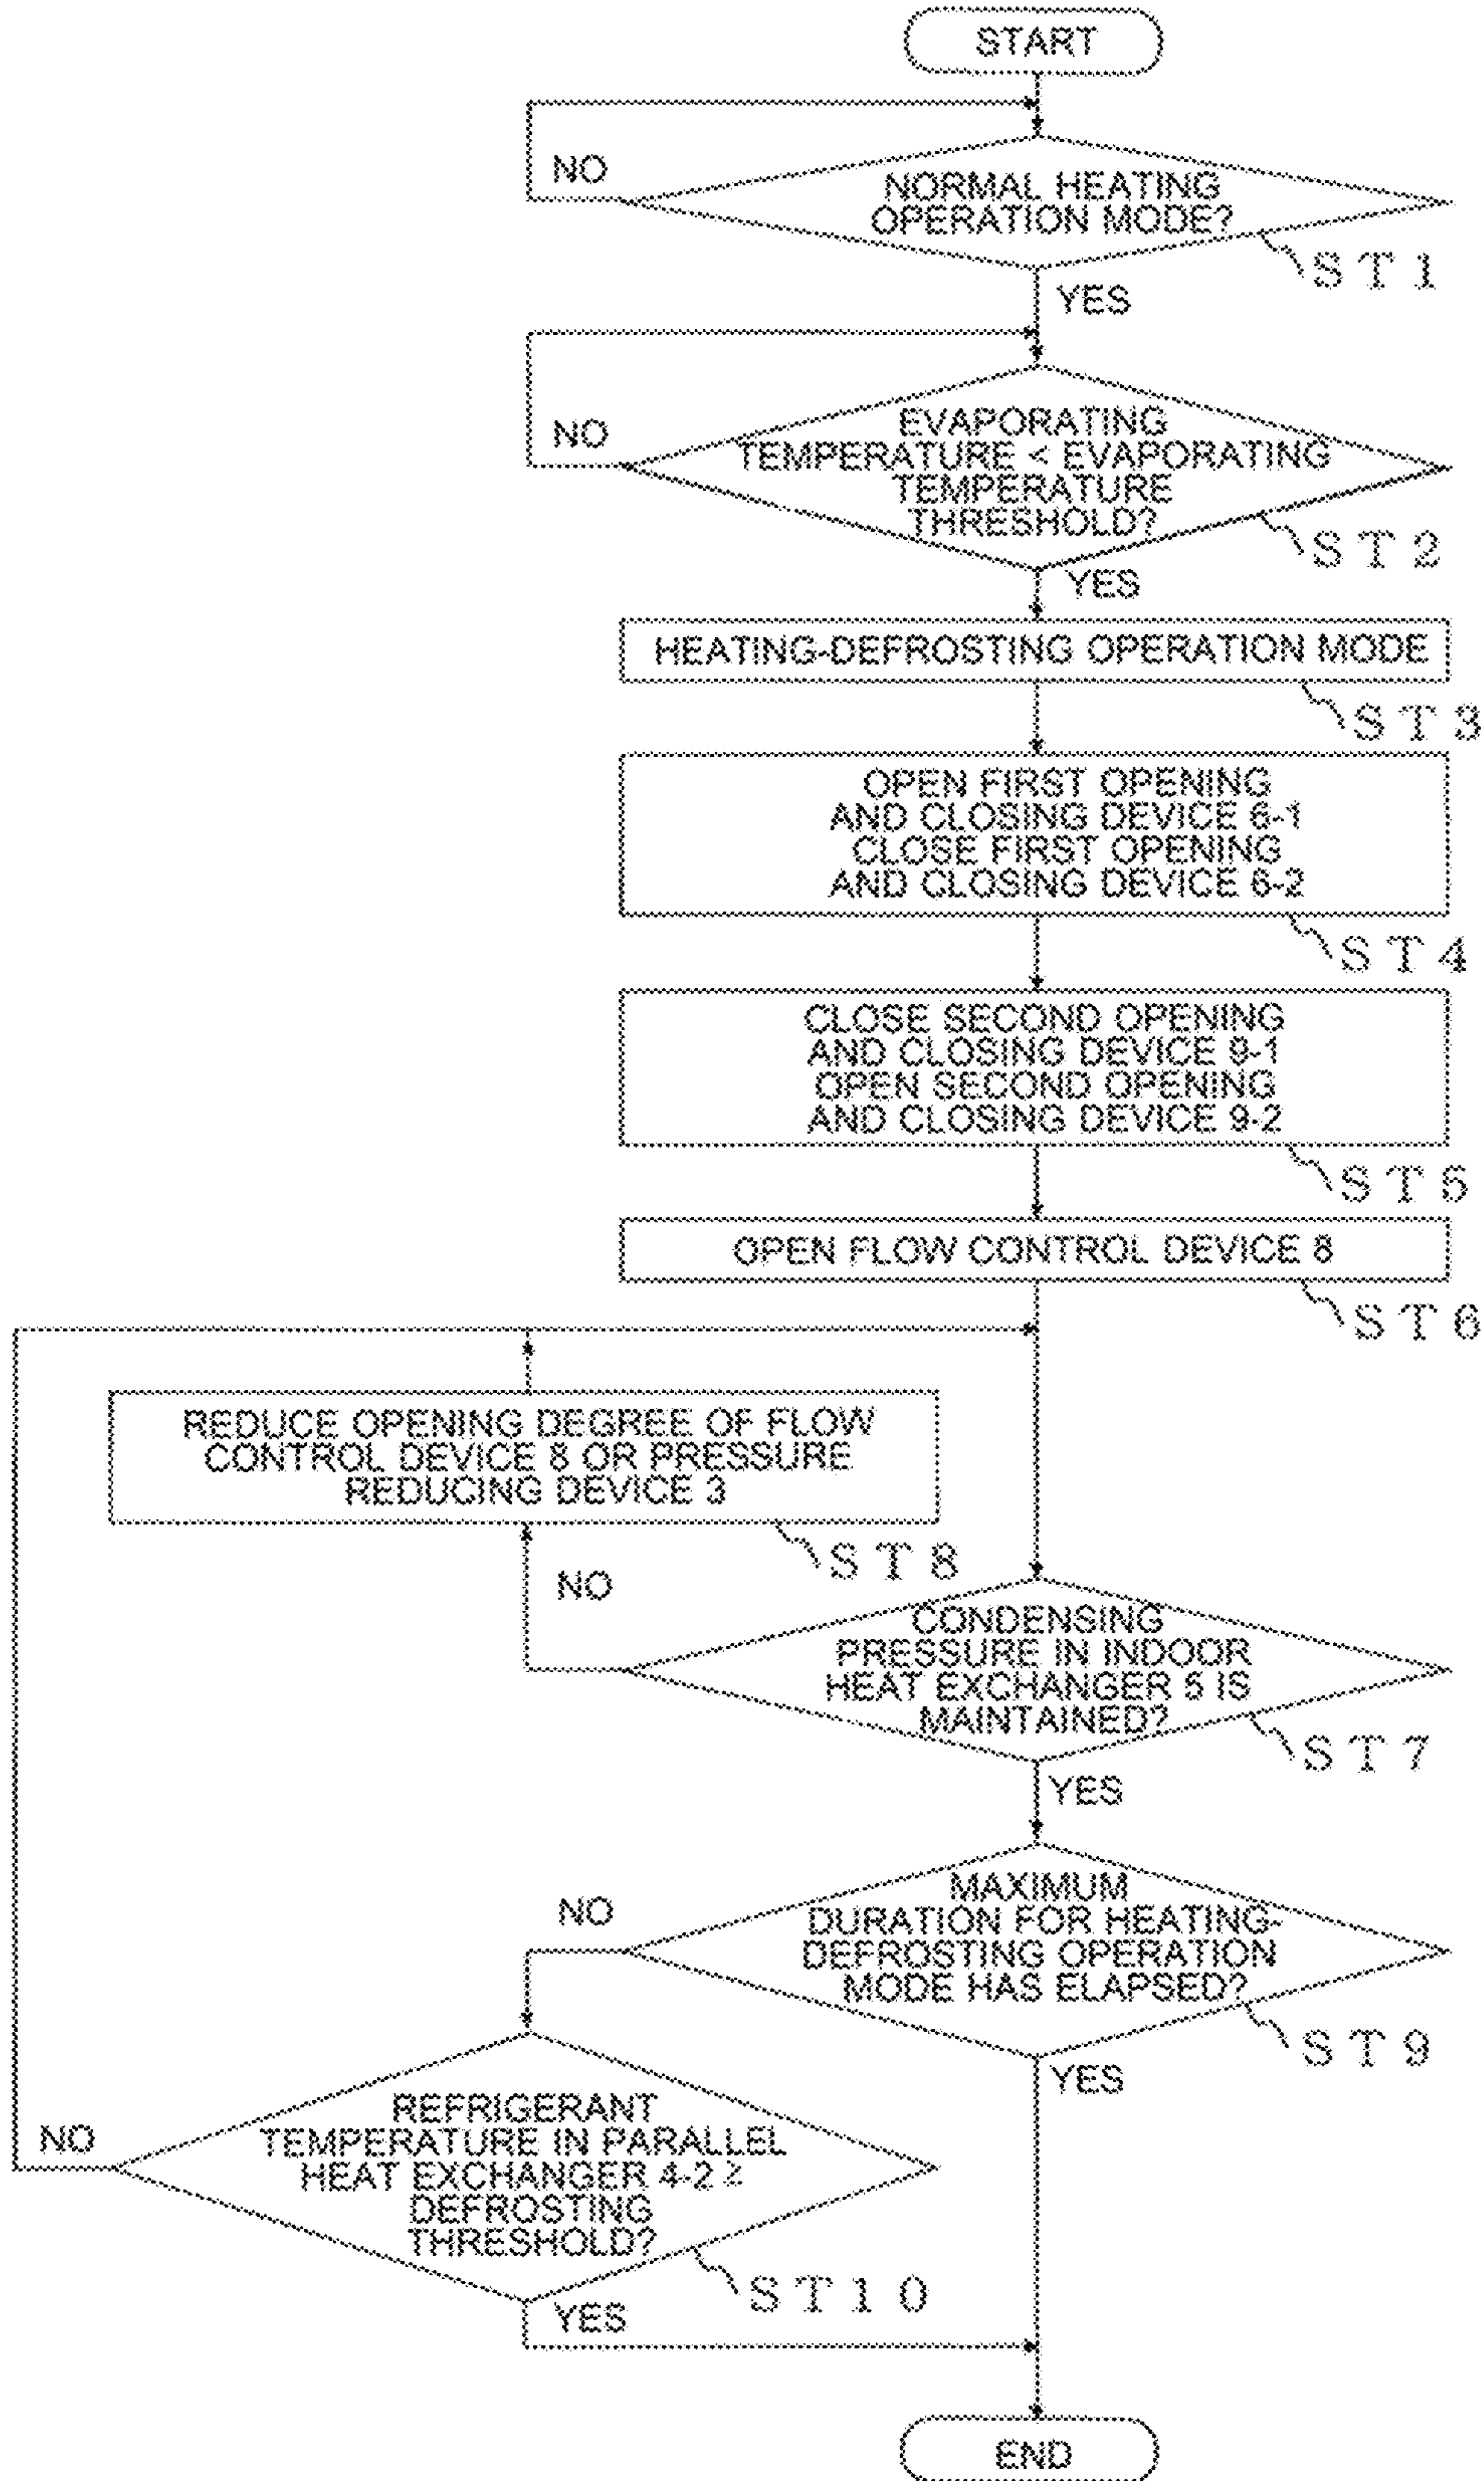 START
NO
NORMAL HEATING
OPERATION MODE?
ST1
YES
NO
EVAPORATING
TEMPERATURE < EVAPORATING
TEMPERATURE
THRESHOLD?
ST2
YES
HEATING-DEFROSTING OPERATION MODE
ST3
OPEN FIRST OPENING
AND CLOSING DEVICE 6-1
CLOSE FIRST OPENING
AND CLOSING DEVICE 6-2
ST4
CLOSE SECOND OPENING
AND CLOSING DEVICE 9-1
OPEN SECOND OPENING
AND CLOSING DEVICE 9-2
ST5
OPEN FLOW CONTROL DEVICE 8
ST6
REDUCE OPENING DEGREE OF FLOW
CONTROL DEVICE 8 OR PRESSURE
REDUCING DEVICE 3
ST8
NO
CONDENSING
PRESSURE IN INDOOR
HEAT EXCHANGER 5 IS
MAINTAINED?
ST7
YES
NO
MAXIMUM
DURATION FOR HEATING-
DEFROSTING OPERATION
MODE HAS ELAPSED?
ST9
YES
NO
REFRIGERANT
TEMPERATURE IN PARALLEL
HEAT EXCHANGER 4-2 ≥
DEFROSTING
THRESHOLD?
ST10
YES
END